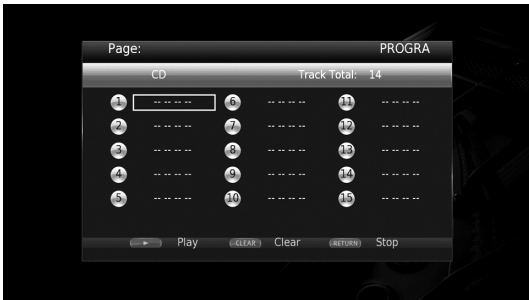 Page: PROGRA
CD Track Total: 14
1 -- -- -- -- 6 -- -- -- -- 11 -- -- -- --
2 -- -- -- -- 7 -- -- -- -- 12 -- -- -- --
3 -- -- -- -- 8 -- -- -- -- 13 -- -- -- --
4 -- -- -- -- 9 -- -- -- -- 14 -- -- -- --
5 -- -- -- -- 10 -- -- -- -- 15 -- -- -- --
Play CLEAR Clear RETURN Stop